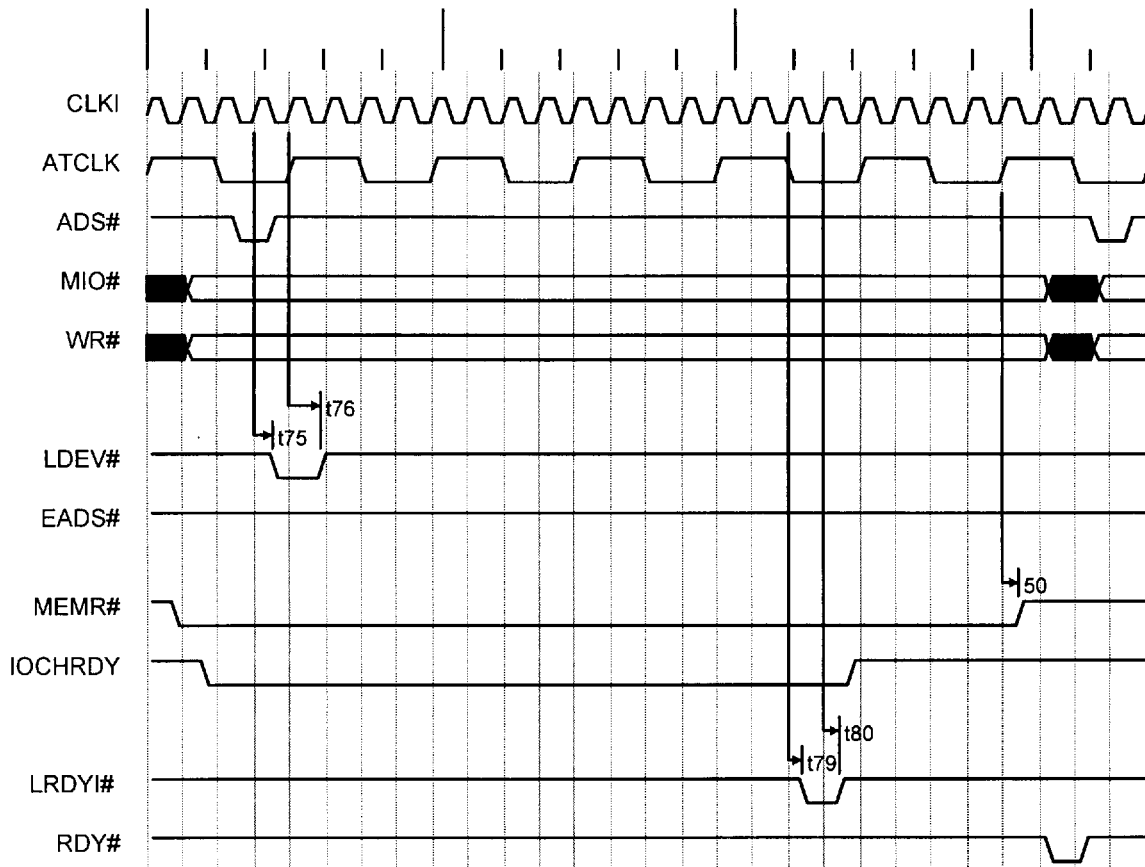 CLKI
ATCLK
ADS#
MIO#
WR#
t76
t75
LDEV#
EADS#
50
MEMR#
IOCHRDY
t80
t79
LRDYI#
RDY#